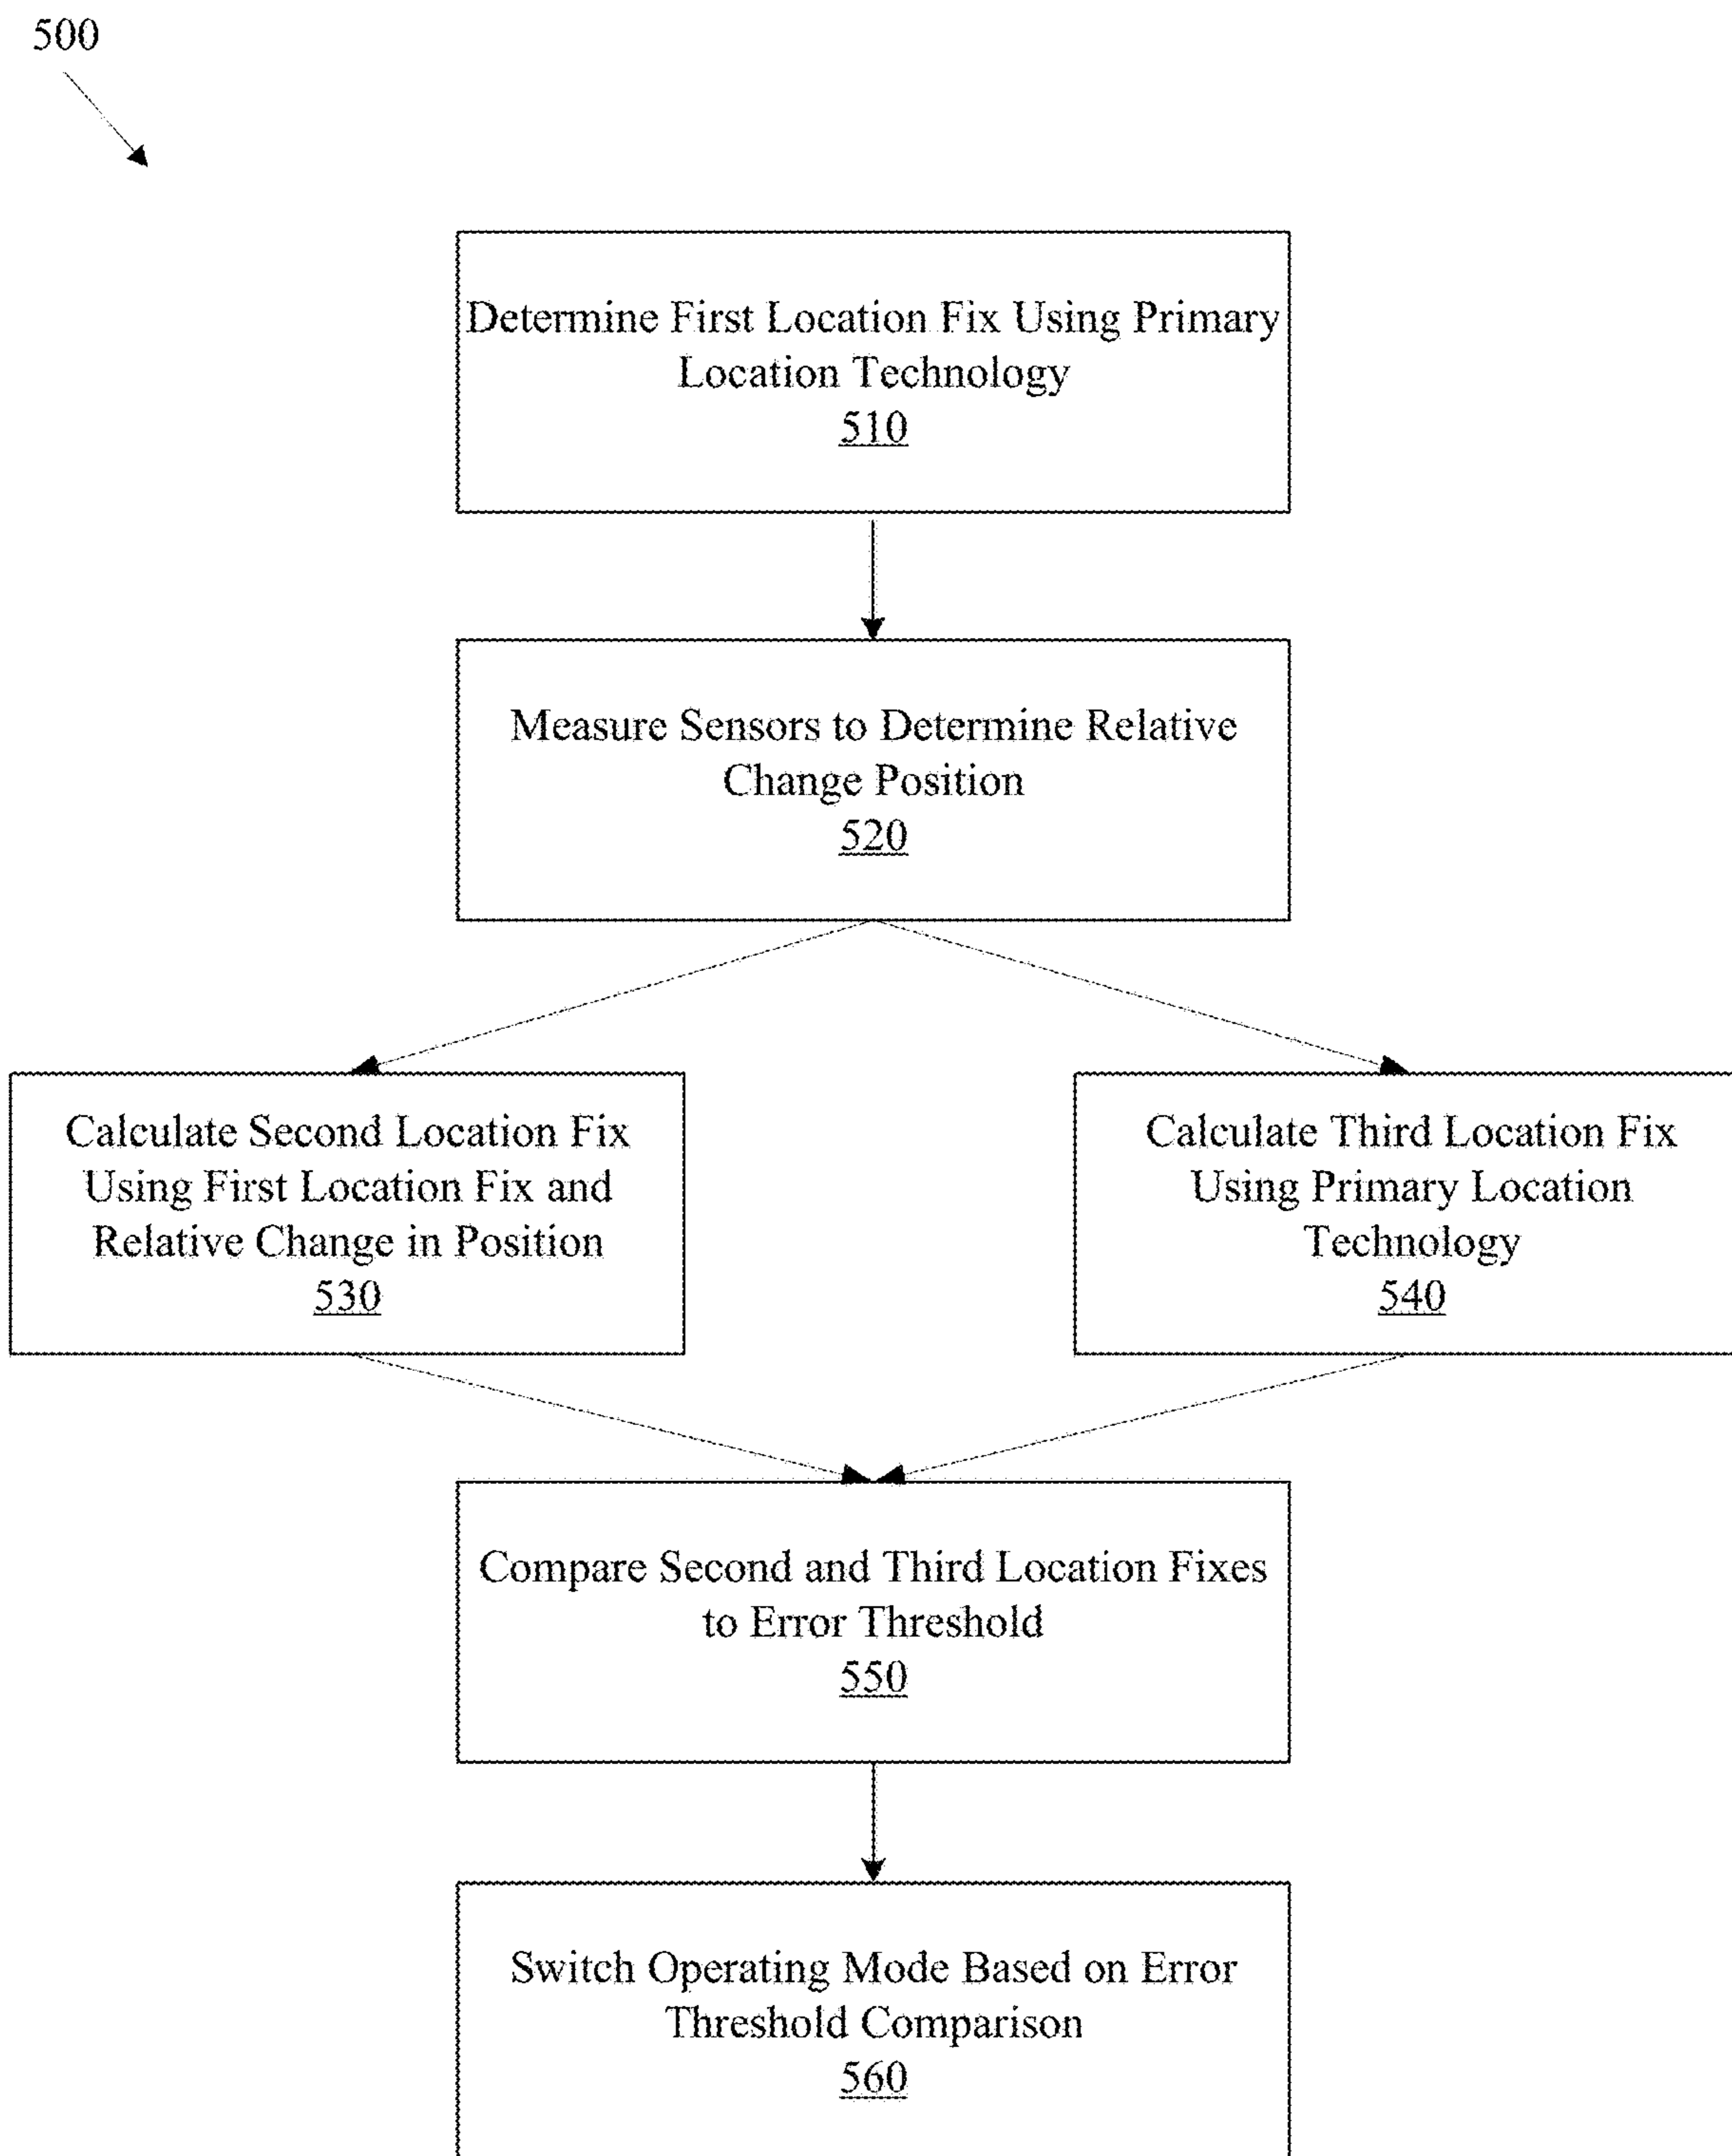 500
Determine First Location Fix Using Primary
Location Technology
510
Measure Sensors to Determine Relative
Change Position
520
Calculate Second Location Fix
Using First Location Fix and
Relative Change in Position
530
Calculate Third Location Fix
Using Primary Location
Technology
540
Compare Second and Third Location Fixes
to Error Threshold
550
Switch Operating Mode Based on Error
Threshold Comparison
560